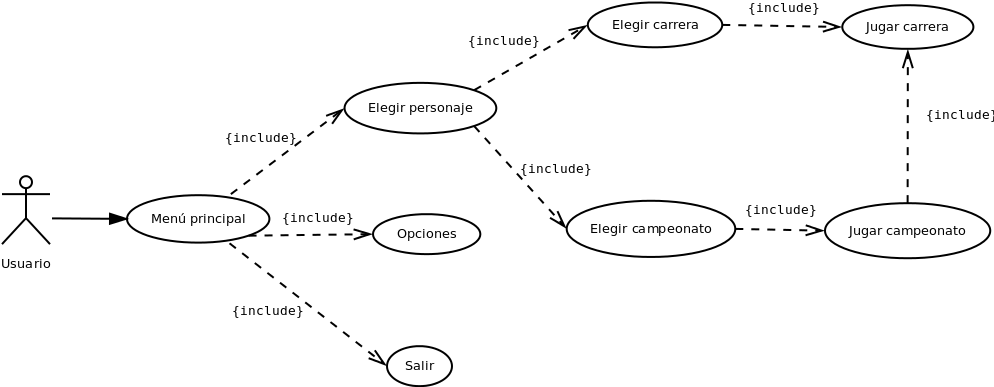 {include}
Elegir carrera
Jugar carrera
{include}
Elegir personaje
{include}
{include}
{include}
Menú principal
{include}
Opciones
{include}
Elegir campeonato
Jugar campeonato
Usuario
{include}
Salir